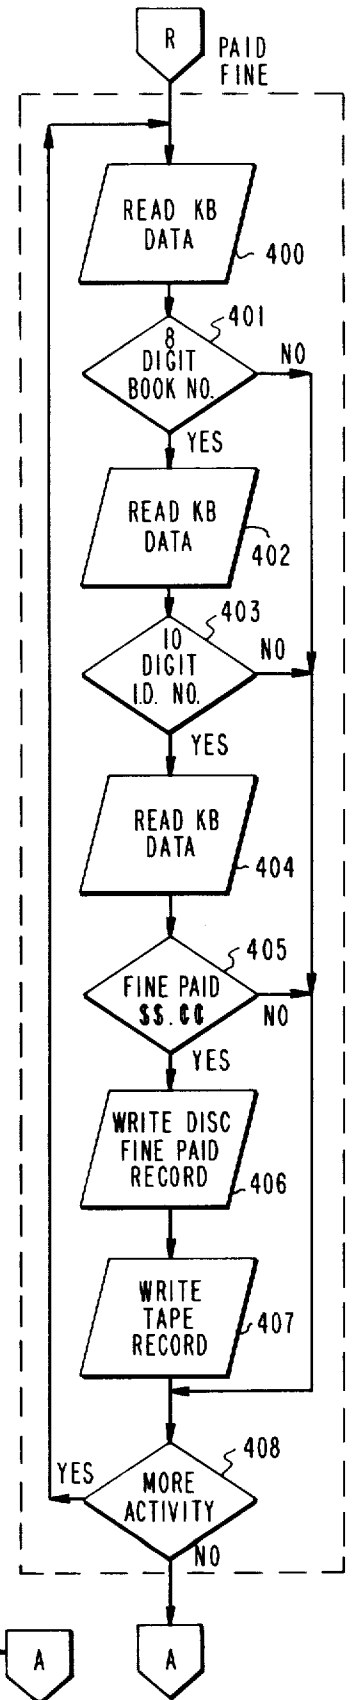 R
PAID
FINE
READ KB
DATA
400
401
8
DIGIT
BOOK NO.
NO
YES
READ KB
DATA
402
403
10
DIGIT
I.D. NO.
NO
YES
READ KB
DATA
404
405
FINE PAID
$$.¢¢
NO
YES
WRITE DISC
FINE PAID
RECORD
406
WRITE
TAPE
RECORD
407
408
YES
MORE
ACTIVITY
NO
A
A